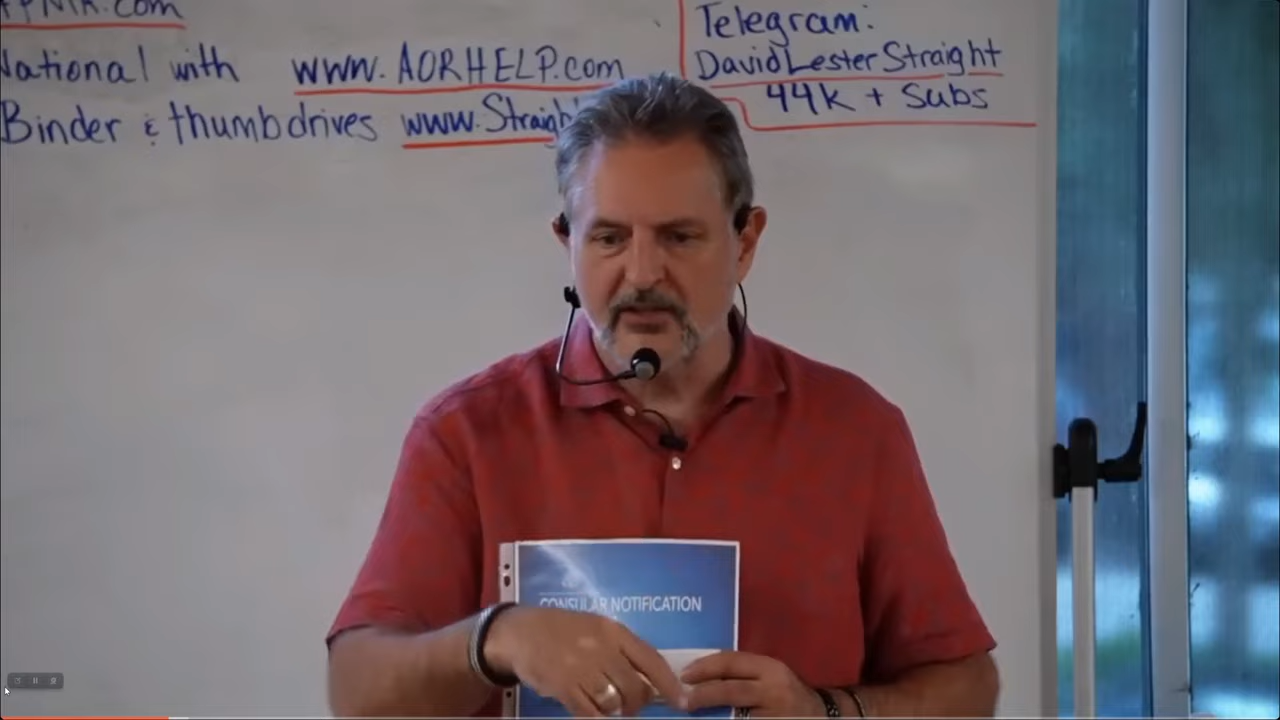 Telegram:
National with www.AORHELP.com
DavidLesterStraight
44k + Subs
Binder & thumbdrives www.Straigh
CONSULAR NOTIFICATION